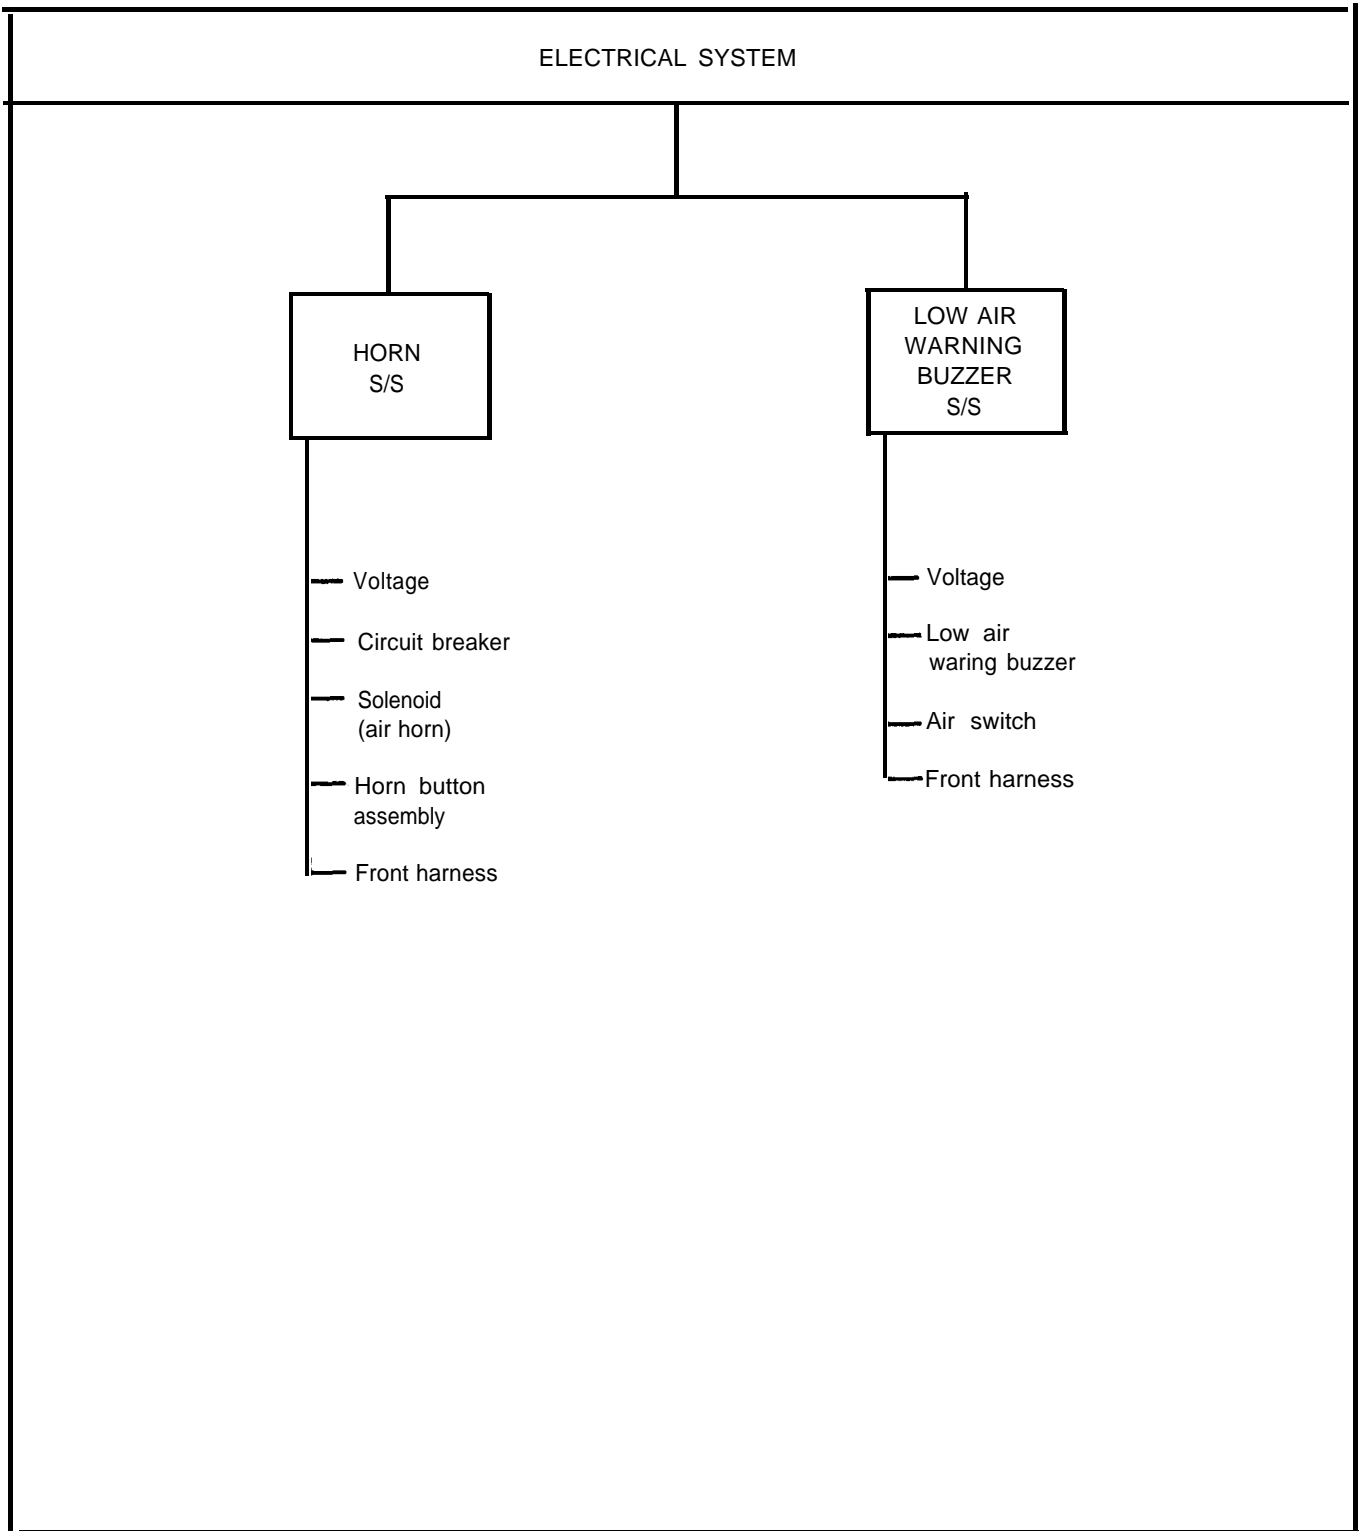 ELECTRICAL SYSTEM
HORN
S/S
Voltage
Circuit breaker
Solenoid
(air horn)
Horn button
assembly
Front harness
LOW AIR
WARNING
BUZZER
S/S
Voltage
Low air
waring buzzer
Air switch
Front harness